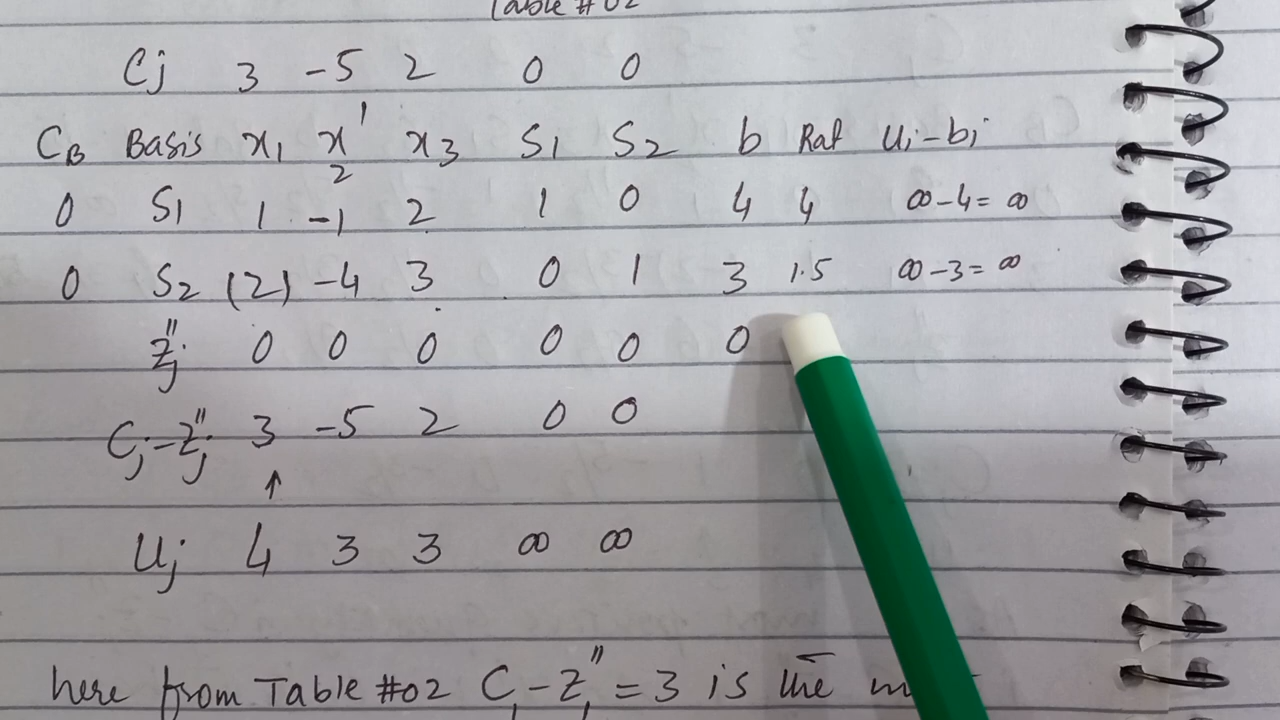 Table #02
Cj 3 -5 2 0 0
CB Basis x1 x2' x3 S1 S2 b Rat Ui-bi
0 S1 1 -1 2 1 0 4 4 ∞-4=∞
0 S2 (2) -4 3 0 1 3 1.5 ∞-3=∞
Zj" 0 0 0 0 0 0
Cj-Zj" 3 -5 2 0 0
↑
Uj 4 3 3 ∞ ∞
here from Table #02 C1-Z1" = 3 is the